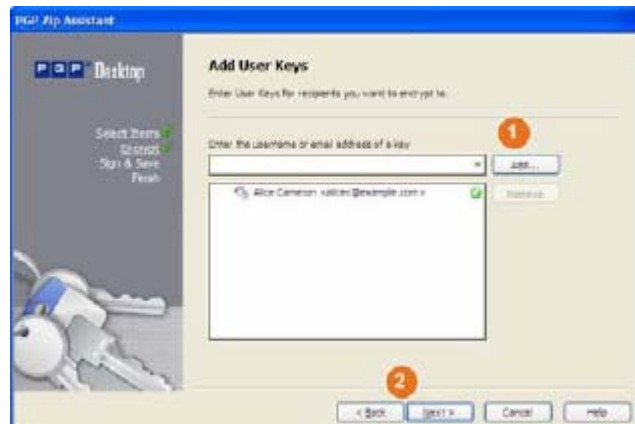 PGP Zip Assistant
PGP Desktop
Select Items
Encrypt
Sign & Save
Finish
Add User Keys
Enter User Keys for recipients you want to encrypt to.
1
Enter the username or email address of a key
Add...
Alice Cameron <alicec@example.com>
Remove
2
< Back
Next >
Cancel
Help